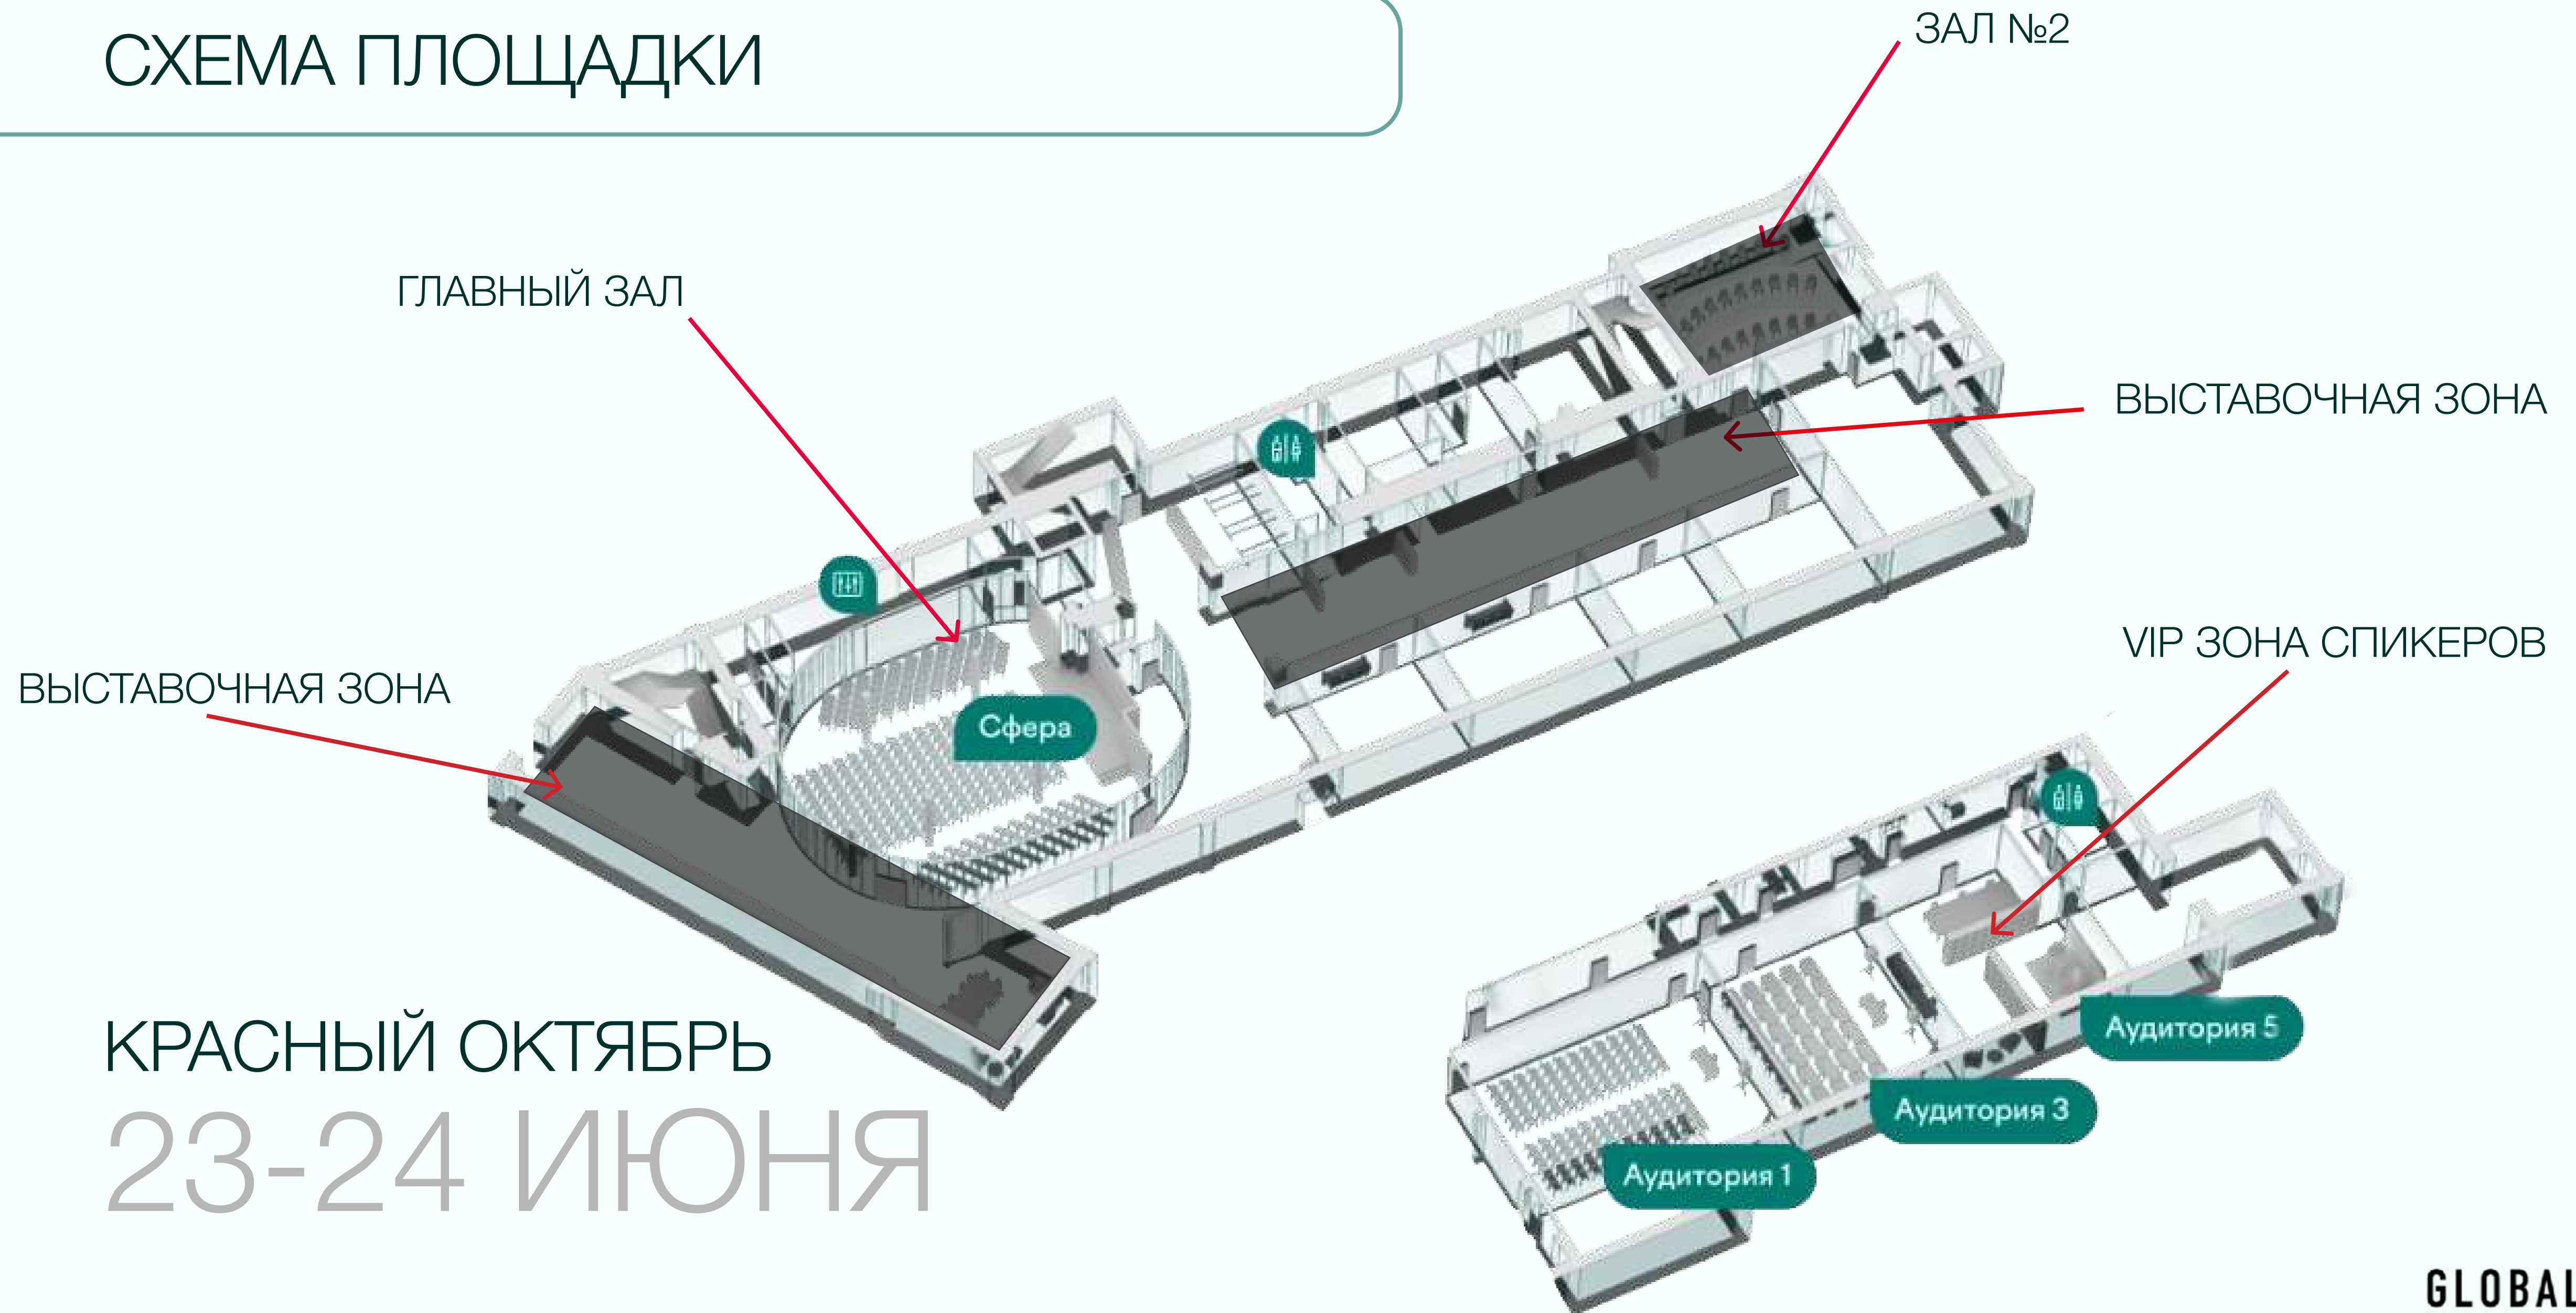 СХЕМА ПЛОЩАДКИ
ЗАЛ №2
ГЛАВНЫЙ ЗАЛ
ВЫСТАВОЧНАЯ ЗОНА
VIP ЗОНА СПИКЕРОВ
ВЫСТАВОЧНАЯ ЗОНА
Сфера
Аудитория 5
Аудитория 3
Аудитория 1
КРАСНЫЙ ОКТЯБРЬ
23-24 ИЮНЯ
GLOBAL